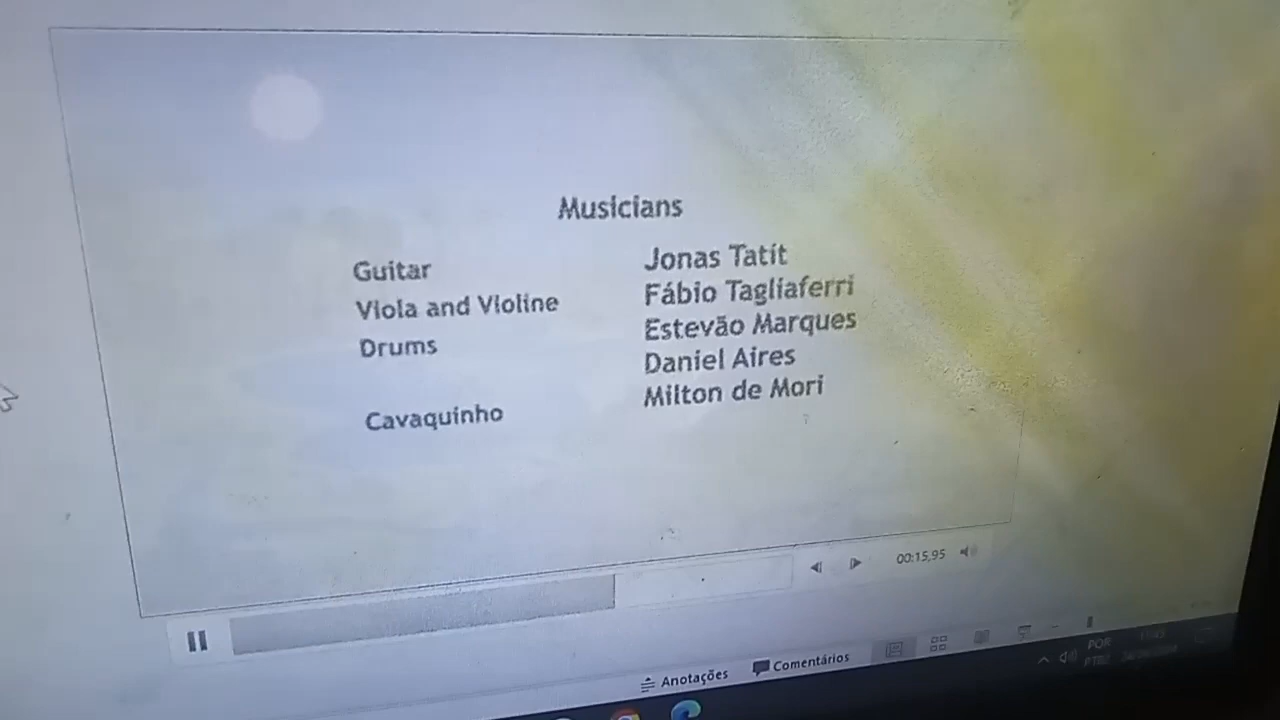 Musicians
Guitar Jonas Tatit
Viola and Violine Fábio Tagliaferri
Drums Estevão Marques
Daniel Aires
Cavaquinho Milton de Mori
00:15,95
Anotações Comentários
POR